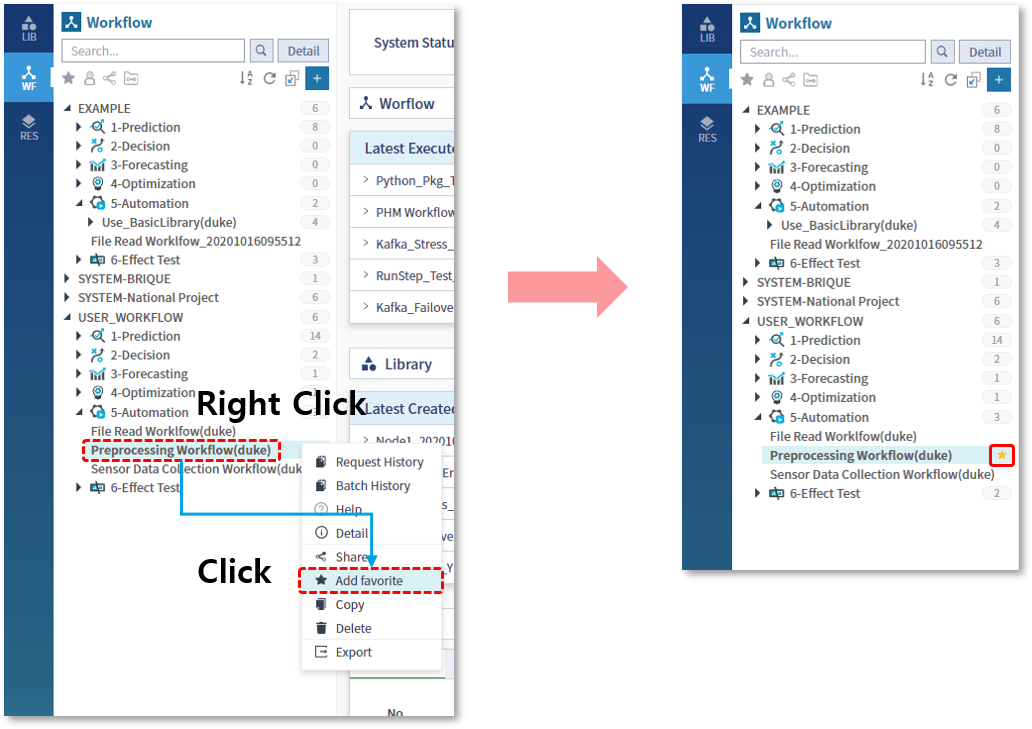 LIB
WF
RES
Workflow
Search...
Detail
EXAMPLE 6
1-Prediction 8
2-Decision 0
3-Forecasting 0
4-Optimization 0
5-Automation 2
Use_BasicLibrary(duke) 4
File Read Worklfow_20201016095512
6-Effect Test 3
SYSTEM-BRIQUE 1
SYSTEM-National Project 6
USER_WORKFLOW 6
1-Prediction 14
2-Decision 2
3-Forecasting 1
4-Optimization
5-Automation
File Read Worklfow(duke)
Preprocessing Workflow(duke)
Sensor Data Collection Workflow(duk
6-Effect Test
Right Click
Click
Request History
Batch History
Help
Detail
Share
Add favorite
Copy
Delete
Export
System Statu
Worflow
Latest Execute
Python_Pkg_T
PHM Workflow
Kafka_Stress_
RunStep_Test_
Kafka_Failove
Library
Latest Created
Node1_202010
No
LIB
WF
RES
Workflow
Search...
Detail
EXAMPLE 6
1-Prediction 8
2-Decision 0
3-Forecasting 0
4-Optimization 0
5-Automation 2
Use_BasicLibrary(duke) 4
File Read Worklfow_20201016095512
6-Effect Test 3
SYSTEM-BRIQUE 1
SYSTEM-National Project 6
USER_WORKFLOW 6
1-Prediction 14
2-Decision 2
3-Forecasting 1
4-Optimization 1
5-Automation 3
File Read Worklfow(duke)
Preprocessing Workflow(duke)
Sensor Data Collection Workflow(duke)
6-Effect Test 2